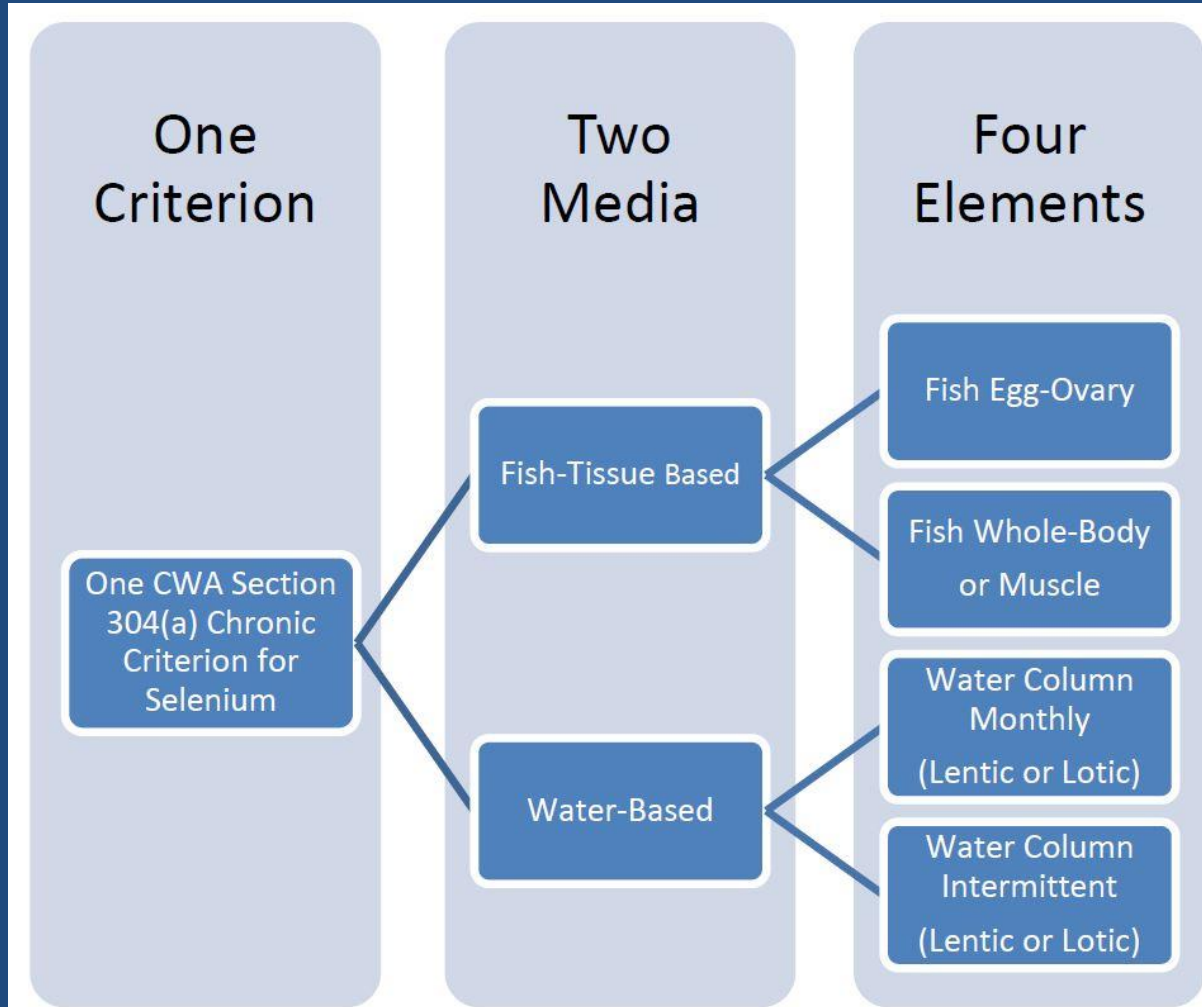 One
Criterion
Two
Media
Four
Elements
One CWA Section
304(a) Chronic
Criterion for
Selenium
Fish-Tissue Based
Water-Based
Fish Egg-Ovary
Fish Whole-Body
or Muscle
Water Column
Monthly
(Lentic or Lotic)
Water Column
Intermittent
(Lentic or Lotic)